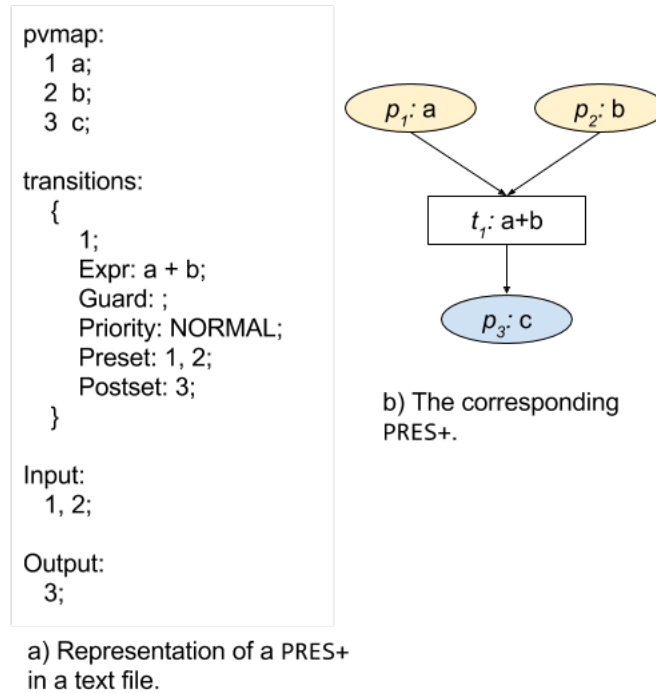 pvmap:
1 a;
2 b;
3 c;
transitions:
{
1;
Expr: a + b;
Guard: ;
Priority: NORMAL;
Preset: 1, 2;
Postset: 3;
}
Input:
1, 2;
Output:
3;
a) Representation of a PRES+
in a text file.
p₁: a
p₂: b
t₁: a+b
p₃: c
b) The corresponding
PRES+.